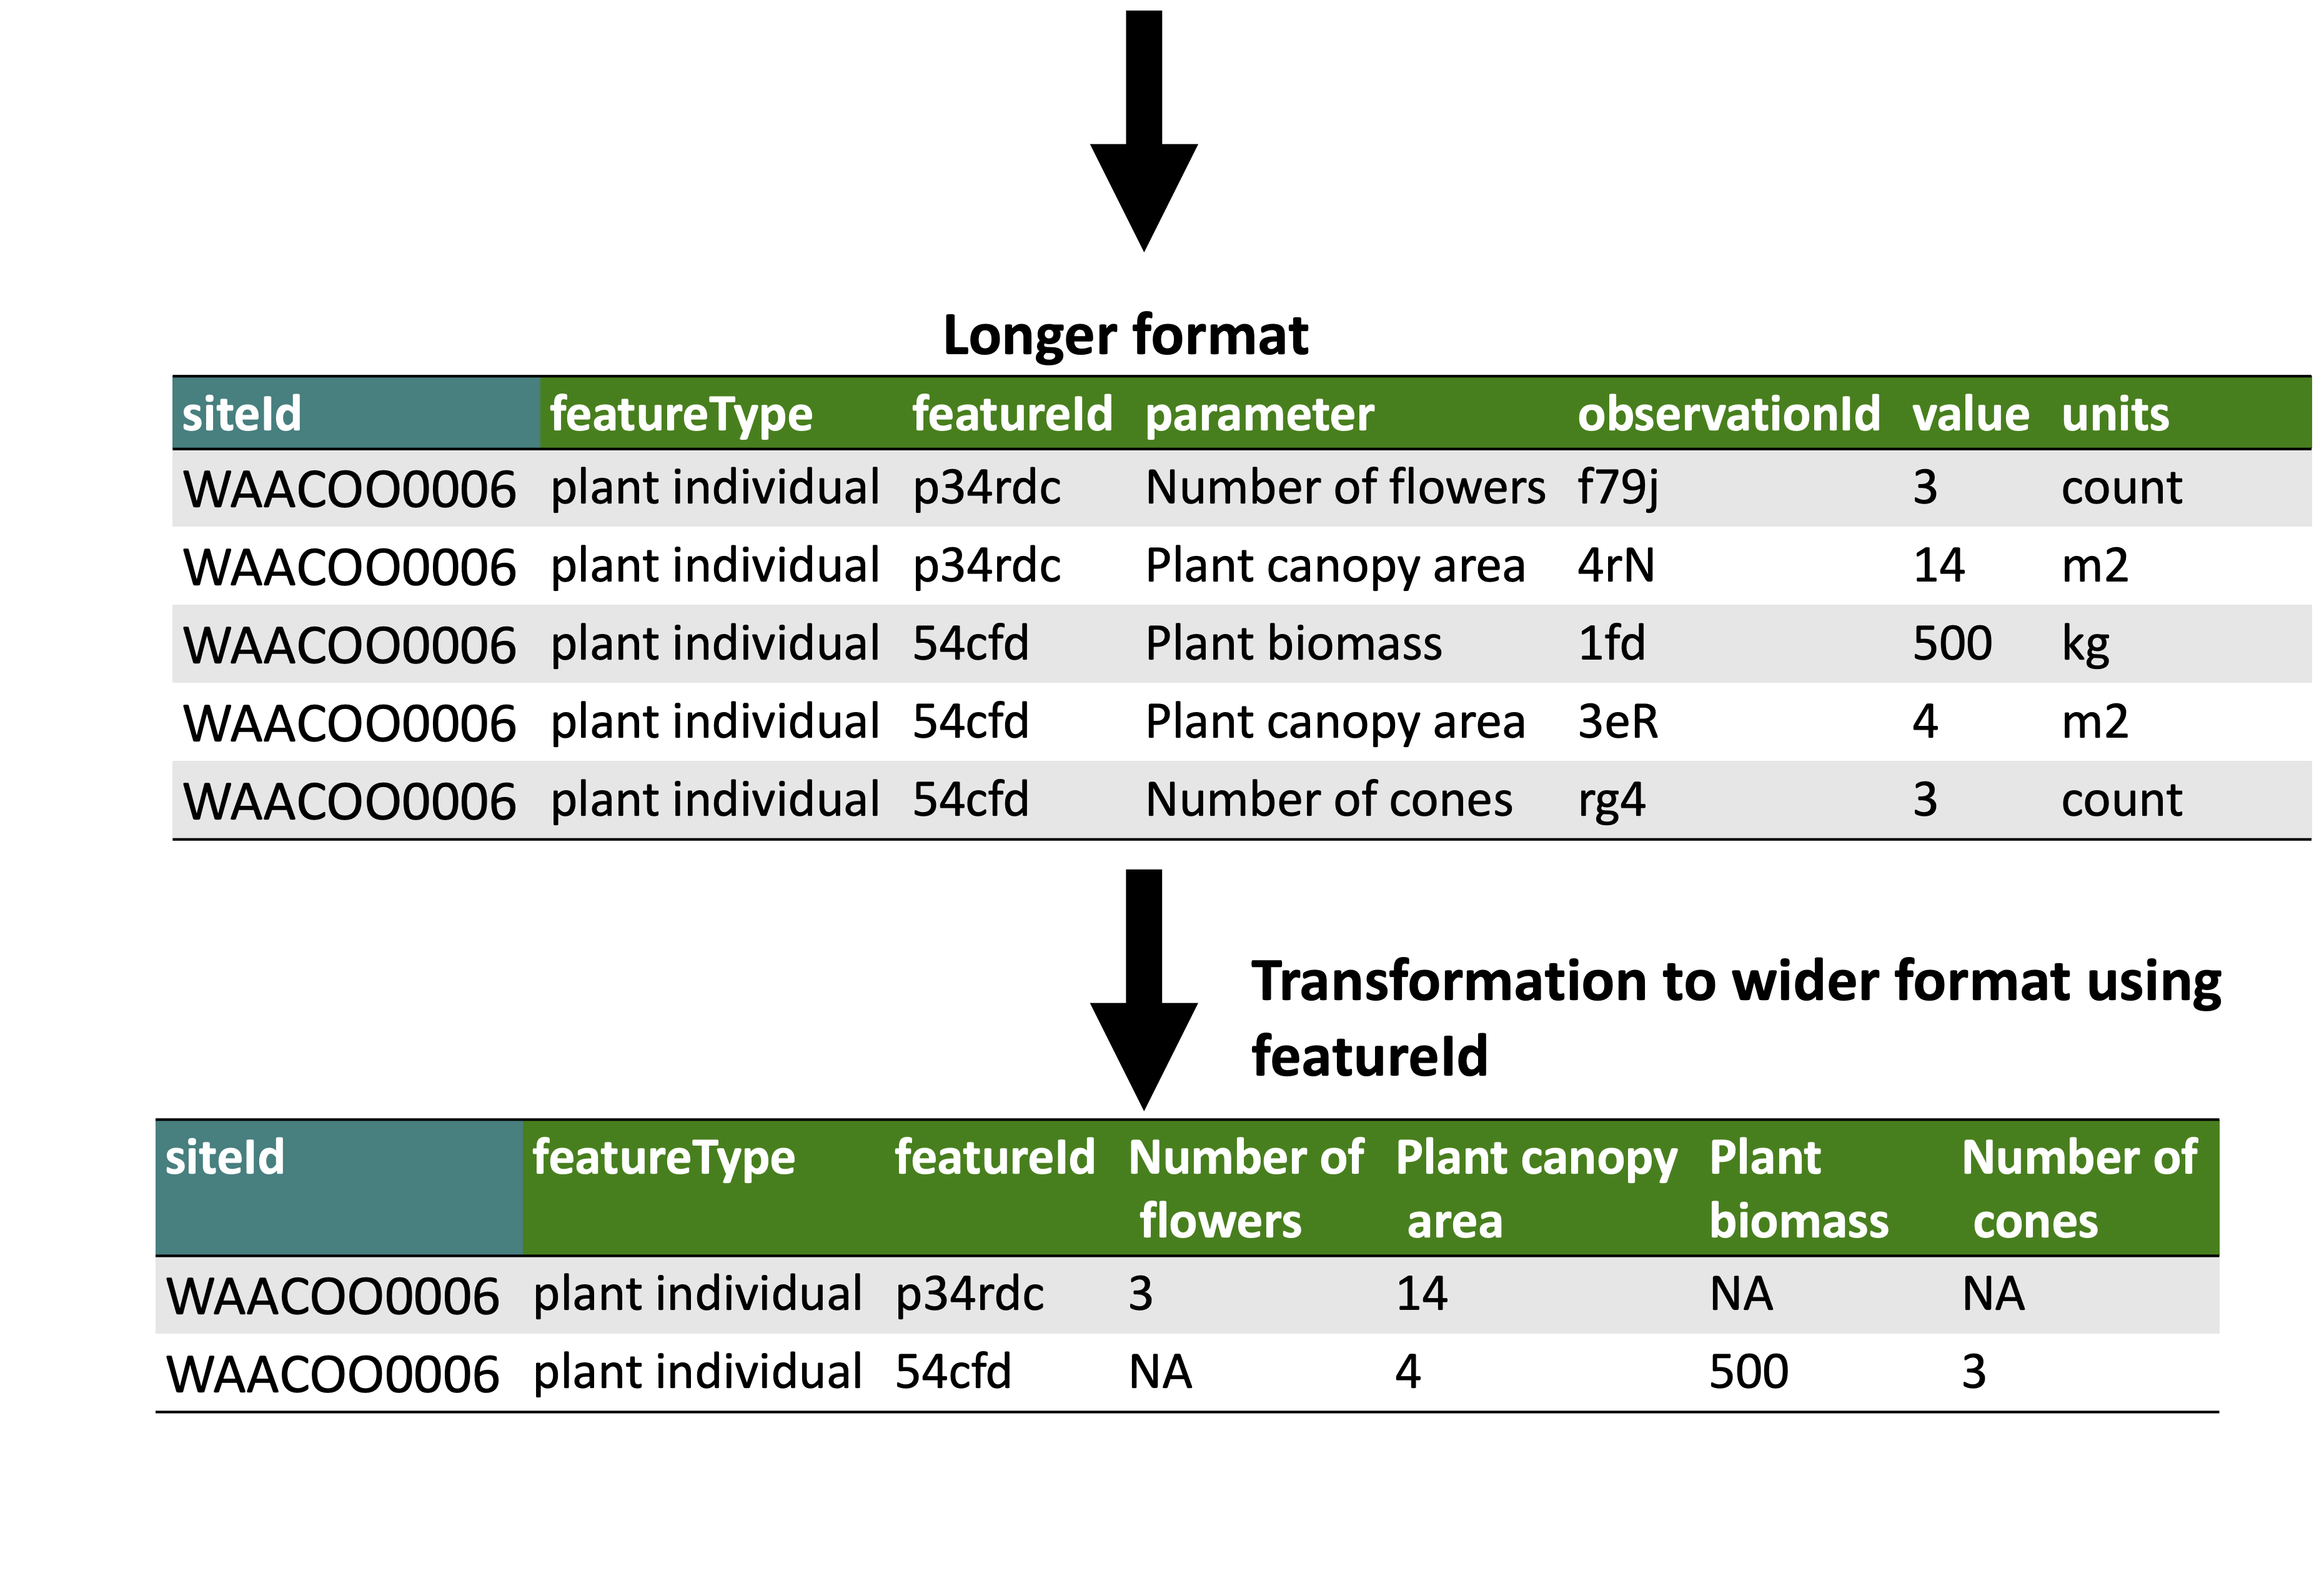 Longer format
siteId featureType featureId parameter observationId value units
WAACOO0006 plant individual p34rdc Number of flowers f79j 3 count
WAACOO0006 plant individual p34rdc Plant canopy area 4rN 14 m2
WAACOO0006 plant individual 54cfd Plant biomass 1fd 500 kg
WAACOO0006 plant individual 54cfd Plant canopy area 3eR 4 m2
WAACOO0006 plant individual 54cfd Number of cones rg4 3 count
Transformation to wider format using
featureId
siteId featureType featureId Number of Plant canopy Plant Number of
flowers area biomass cones
WAACOO0006 plant individual p34rdc 3 14 NA NA
WAACOO0006 plant individual 54cfd NA 4 500 3